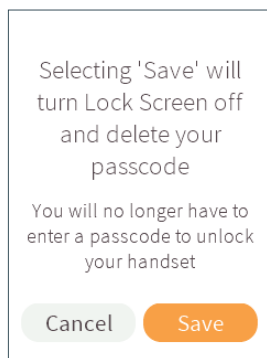 Selecting 'Save' will
turn Lock Screen off
and delete your
passcode
You will no longer have to
enter a passcode to unlock
your handset
Cancel Save